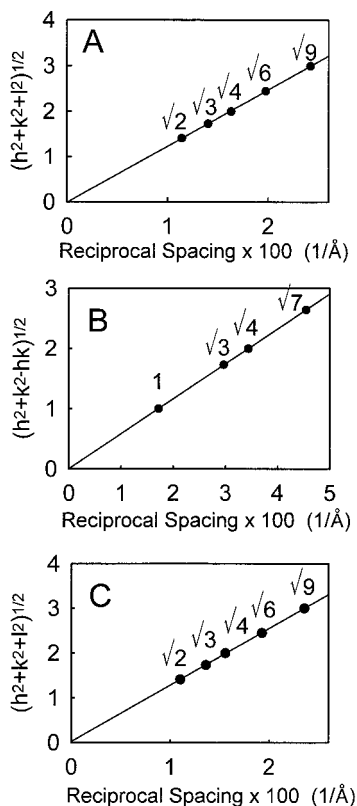 A
(h²+k²+l²)^1/2
4
3
2
1
0
√2 √3 √4 √6 √9
0 1 2
Reciprocal Spacing x 100 (1/Å)
B
(h²+k²-hk)^1/2
3
2
1
0
1 √3 √4 √7
0 1 2 3 4 5
Reciprocal Spacing x 100 (1/Å)
C
(h²+k²+l²)^1/2
4
3
2
1
0
√2 √3 √4 √6 √9
0 1 2
Reciprocal Spacing x 100 (1/Å)